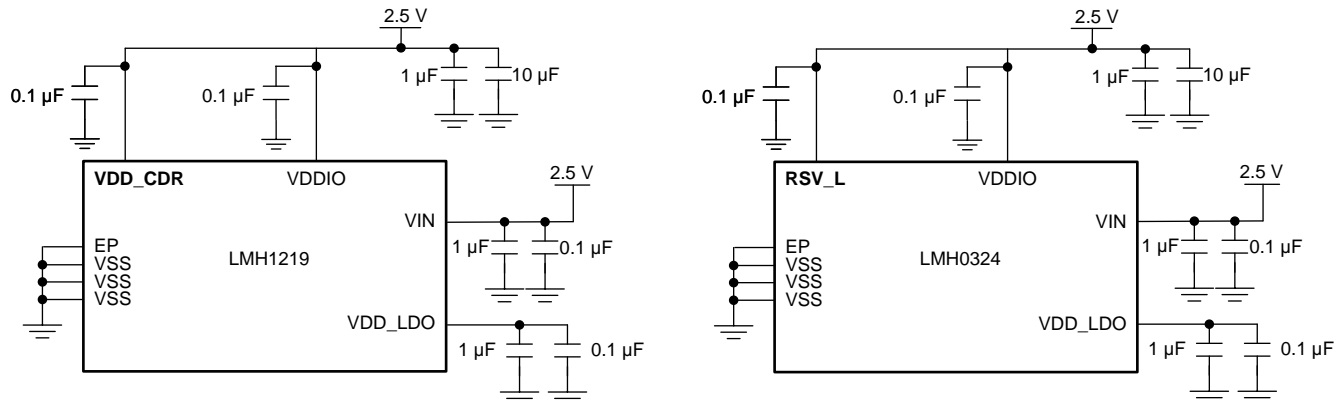 2.5 V
0.1 µF
0.1 µF
1 µF
10 µF
VDD_CDR
VDDIO
2.5 V
VIN
EP
VSS
VSS
VSS
LMH1219
1 µF
0.1 µF
VDD_LDO
1 µF
0.1 µF
2.5 V
0.1 µF
0.1 µF
1 µF
10 µF
RSV_L
VDDIO
2.5 V
VIN
EP
VSS
VSS
VSS
LMH0324
1 µF
0.1 µF
VDD_LDO
1 µF
0.1 µF